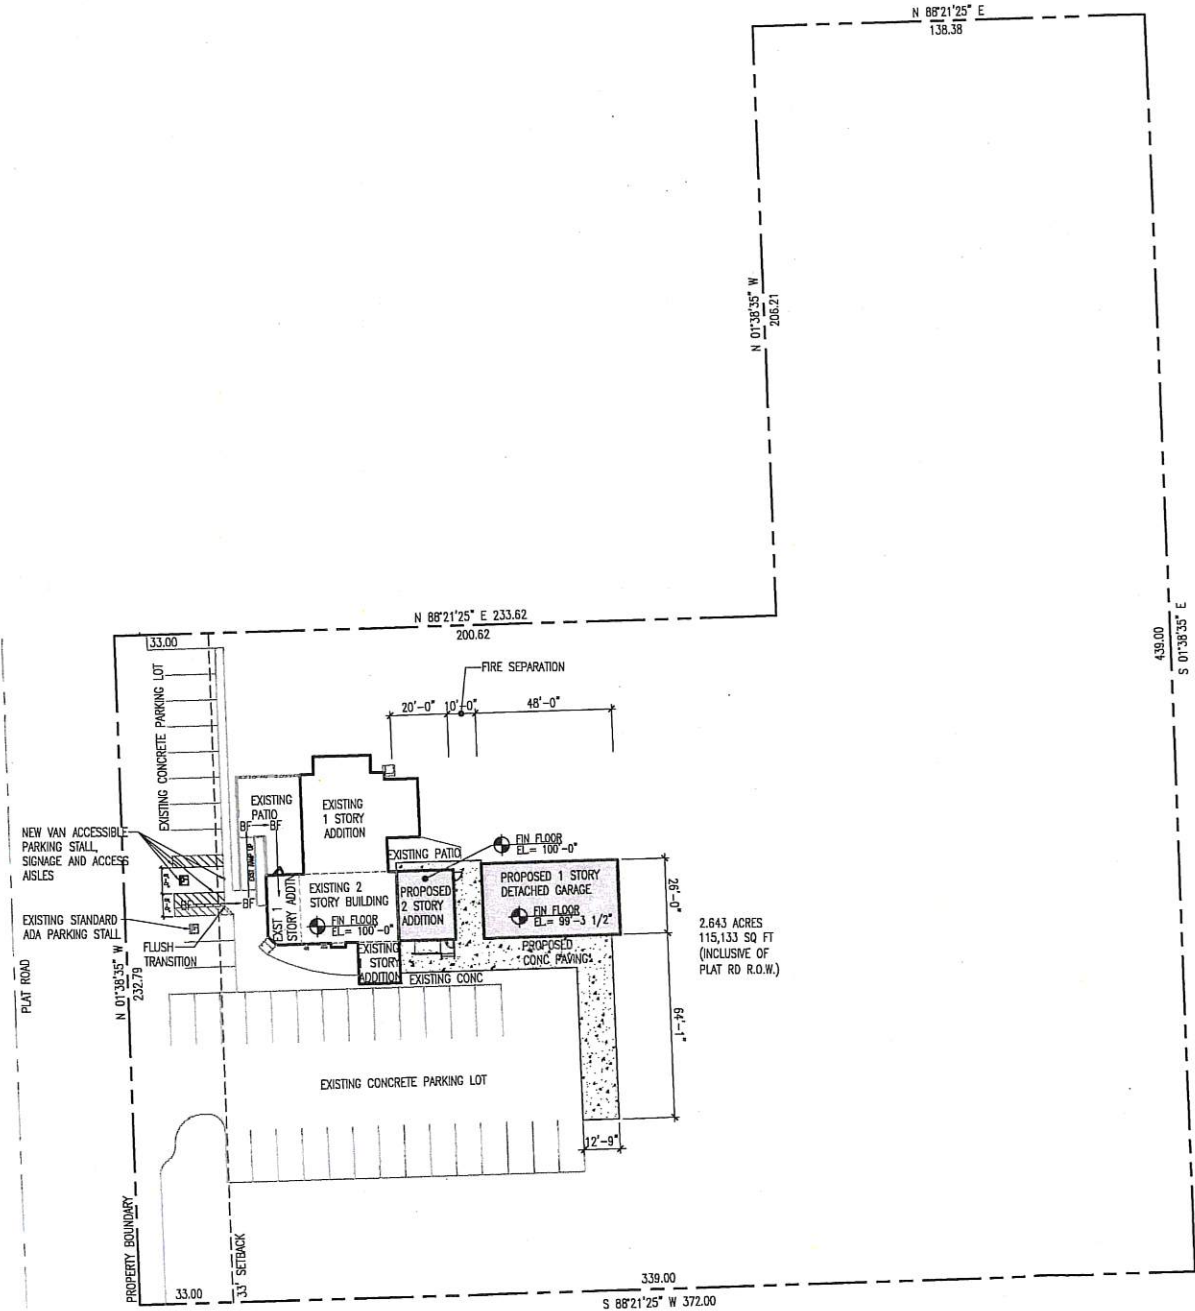 N 88°21'25" E
138.38
N 01°38'35" W
206.21
N 88°21'25" E 233.62
200.62
33.00
439.00
S 01°38'35" E
FIRE SEPARATION
20'-0"
10'-0"
48'-0"
EXISTING CONCRETE PARKING LOT
EXISTING
PATIO
BF
BF
EXISTING
1 STORY
ADDITION
NEW VAN ACCESSIBLE
PARKING STALL,
SIGNAGE AND ACCESS
AISLES
EXISTING PATIO
FIN FLOOR
EL= 100'-0"
EXIST 1
STORY ADDTN
EXISTING 2
STORY BUILDING
FIN FLOOR
EL= 100'-0"
PROPOSED
2 STORY
ADDITION
PROPOSED 1 STORY
DETACHED GARAGE
FIN FLOOR
EL= 99'-3 1/2"
26'-0"
BF
BF
EXISTING STANDARD
ADA PARKING STALL
FLUSH
TRANSITION
EXISTING
STORY
ADDITION
EXISTING CONC
PROPOSED
CONC PAVING
2.643 ACRES
115,133 SQ FT
(INCLUSIVE OF
PLAT RD R.O.W.)
PLAT ROAD
N 01°38'35" W
232.79
64'-1"
EXISTING CONCRETE PARKING LOT
12'-9"
PROPERTY BOUNDARY
33' SETBACK
33.00
339.00
S 88°21'25" W 372.00